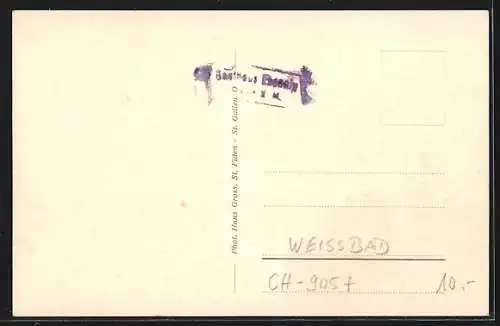 Gasthaus Ebenalp
Phot. Hans Gross, St. Fiden - St. Gallen. O
WEISSBAD
CH-9057
10.-